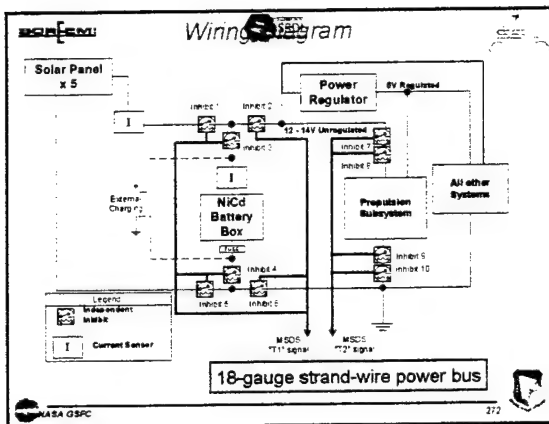 Wiring Diagram
Solar Panel
x 5
Power
Regulator
Inhibit 1
Inhibit 2
5V Regulated
I
12 - 14V Unregulated
Inhibit 3
Inhibit 7
Inhibit 8
I
External
Charging
NiCd
Battery
Box
Propulsion
Subsystem
All other
Systems
Fuse
Inhibit 4
Inhibit 9
Inhibit 5
Inhibit 6
Inhibit 10
Legend
Independent
Inhibit
I
Current Sensor
MSDS
"T1" signal
MSDS
"T2" signal
18-gauge strand-wire power bus
NASA GSFC
272